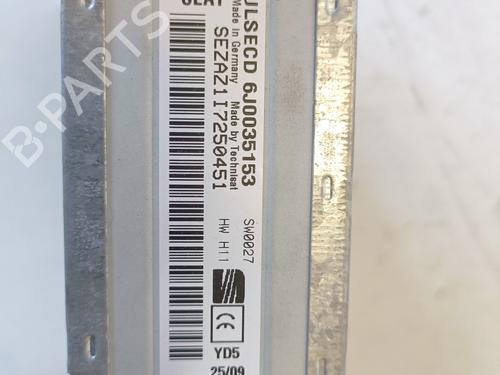 SEAT
ULSECD 6J0035153
Made in Germany Made by Technisat
SEZAZ1I7250451
SW0027
HW H11
CE
YD5
25/09
B-PARTS